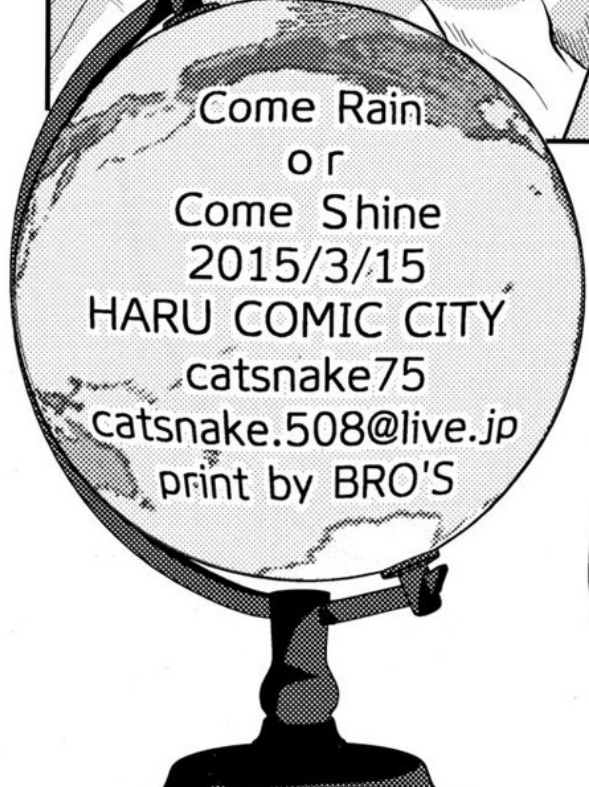 Come Rain
or
Come Shine
2015/3/15
HARU COMIC CITY
catsnake75
catsnake.508@live.jp
print by BRO'S